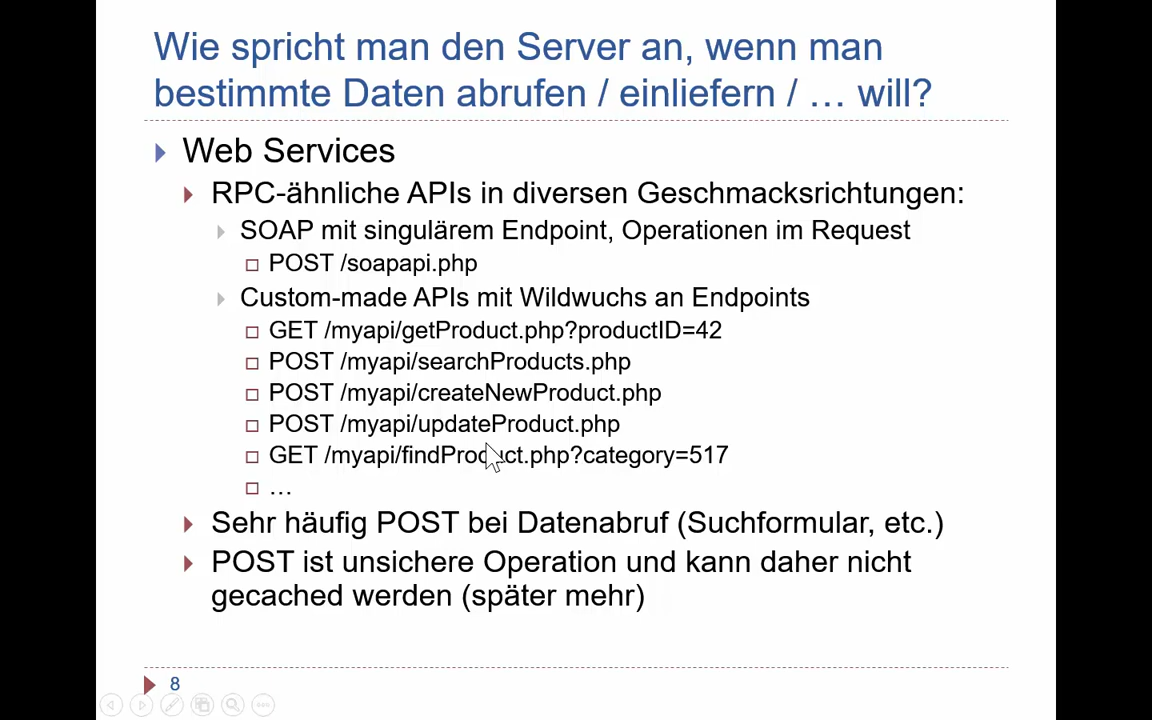 Wie spricht man den Server an, wenn man
bestimmte Daten abrufen / einliefern / … will?
Web Services
RPC-ähnliche APIs in diversen Geschmacksrichtungen:
SOAP mit singulärem Endpoint, Operationen im Request
POST /soapapi.php
Custom-made APIs mit Wildwuchs an Endpoints
GET /myapi/getProduct.php?productID=42
POST /myapi/searchProducts.php
POST /myapi/createNewProduct.php
POST /myapi/updateProduct.php
GET /myapi/findProduct.php?category=517
…
Sehr häufig POST bei Datenabruf (Suchformular, etc.)
POST ist unsichere Operation und kann daher nicht
gecached werden (später mehr)
8